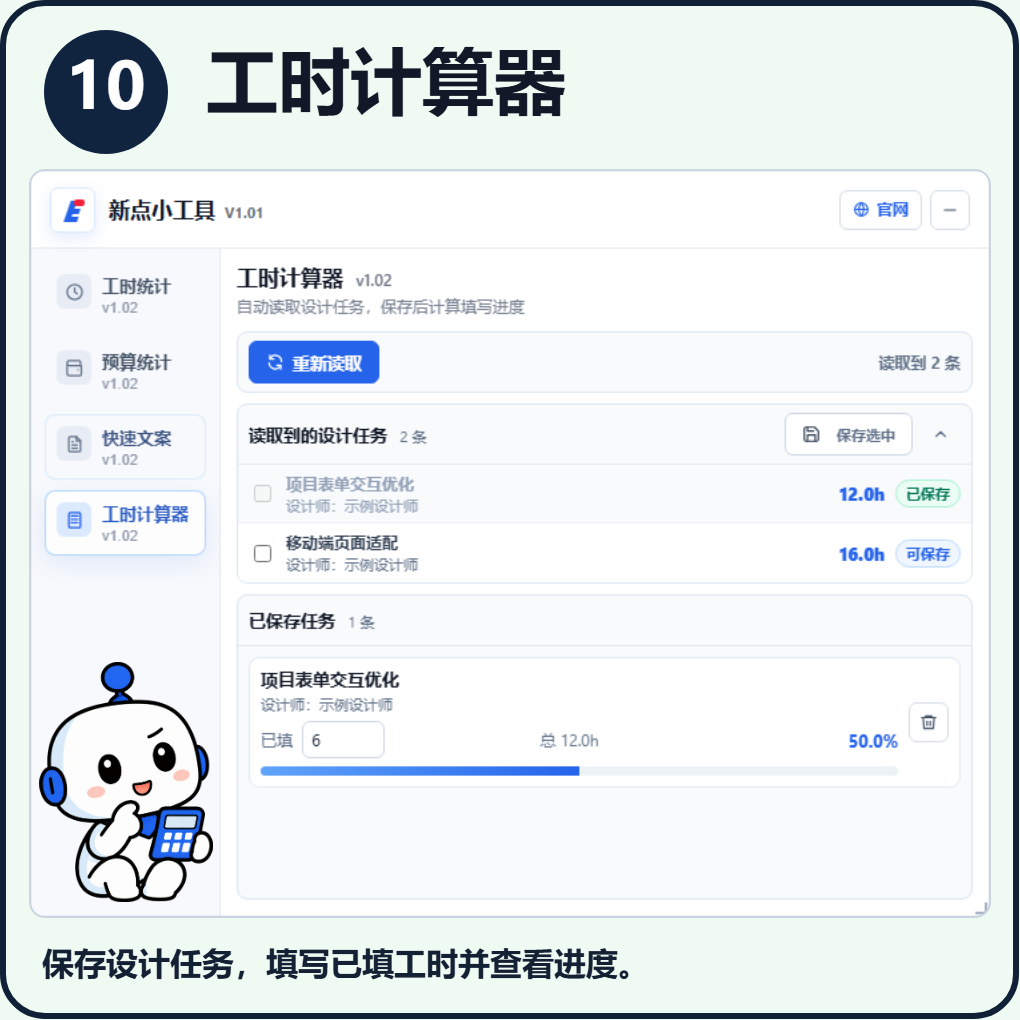 10 工时计算器
新点小工具 V1.01
官网
工时统计
v1.02
预算统计
v1.02
快速文案
v1.02
工时计算器
v1.02
工时计算器 v1.02
自动读取设计任务，保存后计算填写进度
重新读取
读取到 2 条
读取到的设计任务 2 条
保存选中
项目表单交互优化
设计师：示例设计师
12.0h 已保存
移动端页面适配
设计师：示例设计师
16.0h 可保存
已保存任务 1 条
项目表单交互优化
设计师：示例设计师
已填 6 总 12.0h 50.0%
保存设计任务，填写已填工时并查看进度。